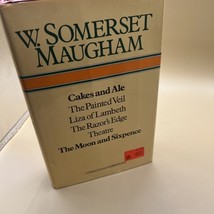 W. SOMERSET
MAUGHAM
Cakes and Ale
The Painted Veil
Liza of Lambeth
The Razor's Edge
Theatre
The Moon and Sixpence